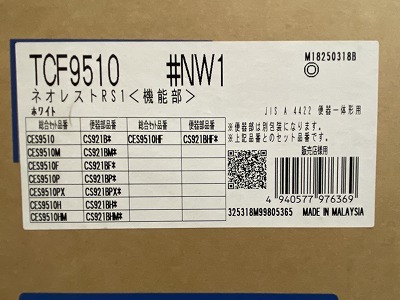 M18250318B
TCF9510 #NW1
ネオレストRS1<機能部>
ホワイト
JIS A 4422 便器一体形用
総合セット品番 便器部品番 総合セット品番 便器部品番
CES9510 CS921B# CES9510HF CS921BHF#
CES9510M CS921BM#
CES9510F CS921BF#
CES9510P CS921BP#
CES9510PX CS921BPX#
CES9510H CS921BH#
CES9510HM CS921BHM#
※便器部は別包装になります。
※上記品番とのセット品番です。
販売店様用
4 940577 976369
325318M99805365 MADE IN MALAYSIA